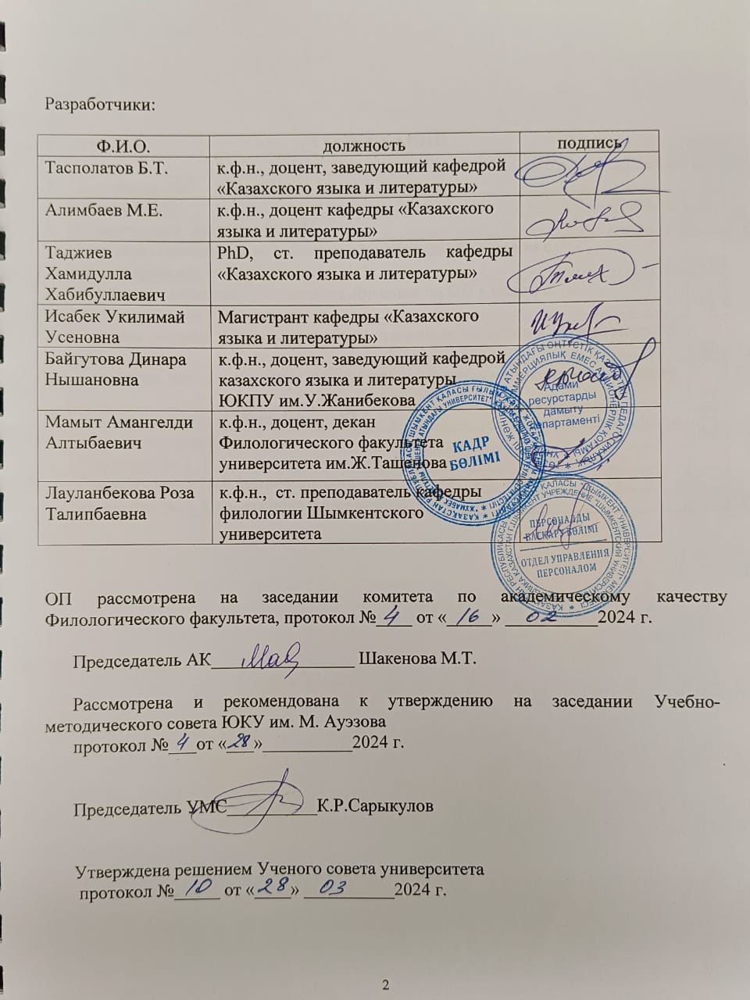 Разработчики:
Ф.И.О. должность подпись
Тасполатов Б.Т. к.ф.н., доцент, заведующий кафедрой
«Казахского языка и литературы»
Алимбаев М.Е. к.ф.н., доцент кафедры «Казахского
языка и литературы»
Таджиев PhD, ст. преподаватель кафедры
Хамидулла «Казахского языка и литературы»
Хабибуллаевич
Исабек Укилимай Магистрант кафедры «Казахского
Усеновна языка и литературы»
Байгутова Динара к.ф.н., доцент, заведующий кафедрой
Нышановна казахского языка и литературы
ЮКПУ им.У.Жанибекова
Адами
ресурстарды
дамыту
департаменті
Мамыт Амангелди к.ф.н., доцент, декан
Алтыбаевич Филологического факультета
университета им.Ж.Ташенова
КАДР
БӨЛІМІ
Лауланбекова Роза к.ф.н., ст. преподаватель кафедры
Талипбаевна филологии Шымкентского
университета
ПЕРСОНАЛДЫ
БАСҚАРУ БӨЛІМІ
ОТДЕЛ УПРАВЛЕНИЯ
ПЕРСОНАЛОМ
ОП рассмотрена на заседании комитета по академическому качеству
Филологического факультета, протокол № 4 от « 16 » 02 2024 г.
Председатель АК Шакенова М.Т.
Рассмотрена и рекомендована к утверждению на заседании Учебно-
методического совета ЮКУ им. М. Ауэзова
протокол № 4 от «28» 2024 г.
Председатель УМС К.Р.Сарыкулов
Утверждена решением Ученого совета университета
протокол № 10 от «28» 03 2024 г.
2